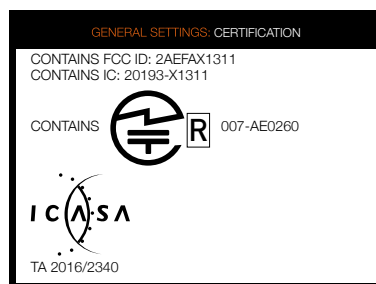 GENERAL SETTINGS: CERTIFICATION
CONTAINS FCC ID: 2AEFAX1311
CONTAINS IC: 20193-X1311
CONTAINS R 007-AE0260
ICASA
TA 2016/2340